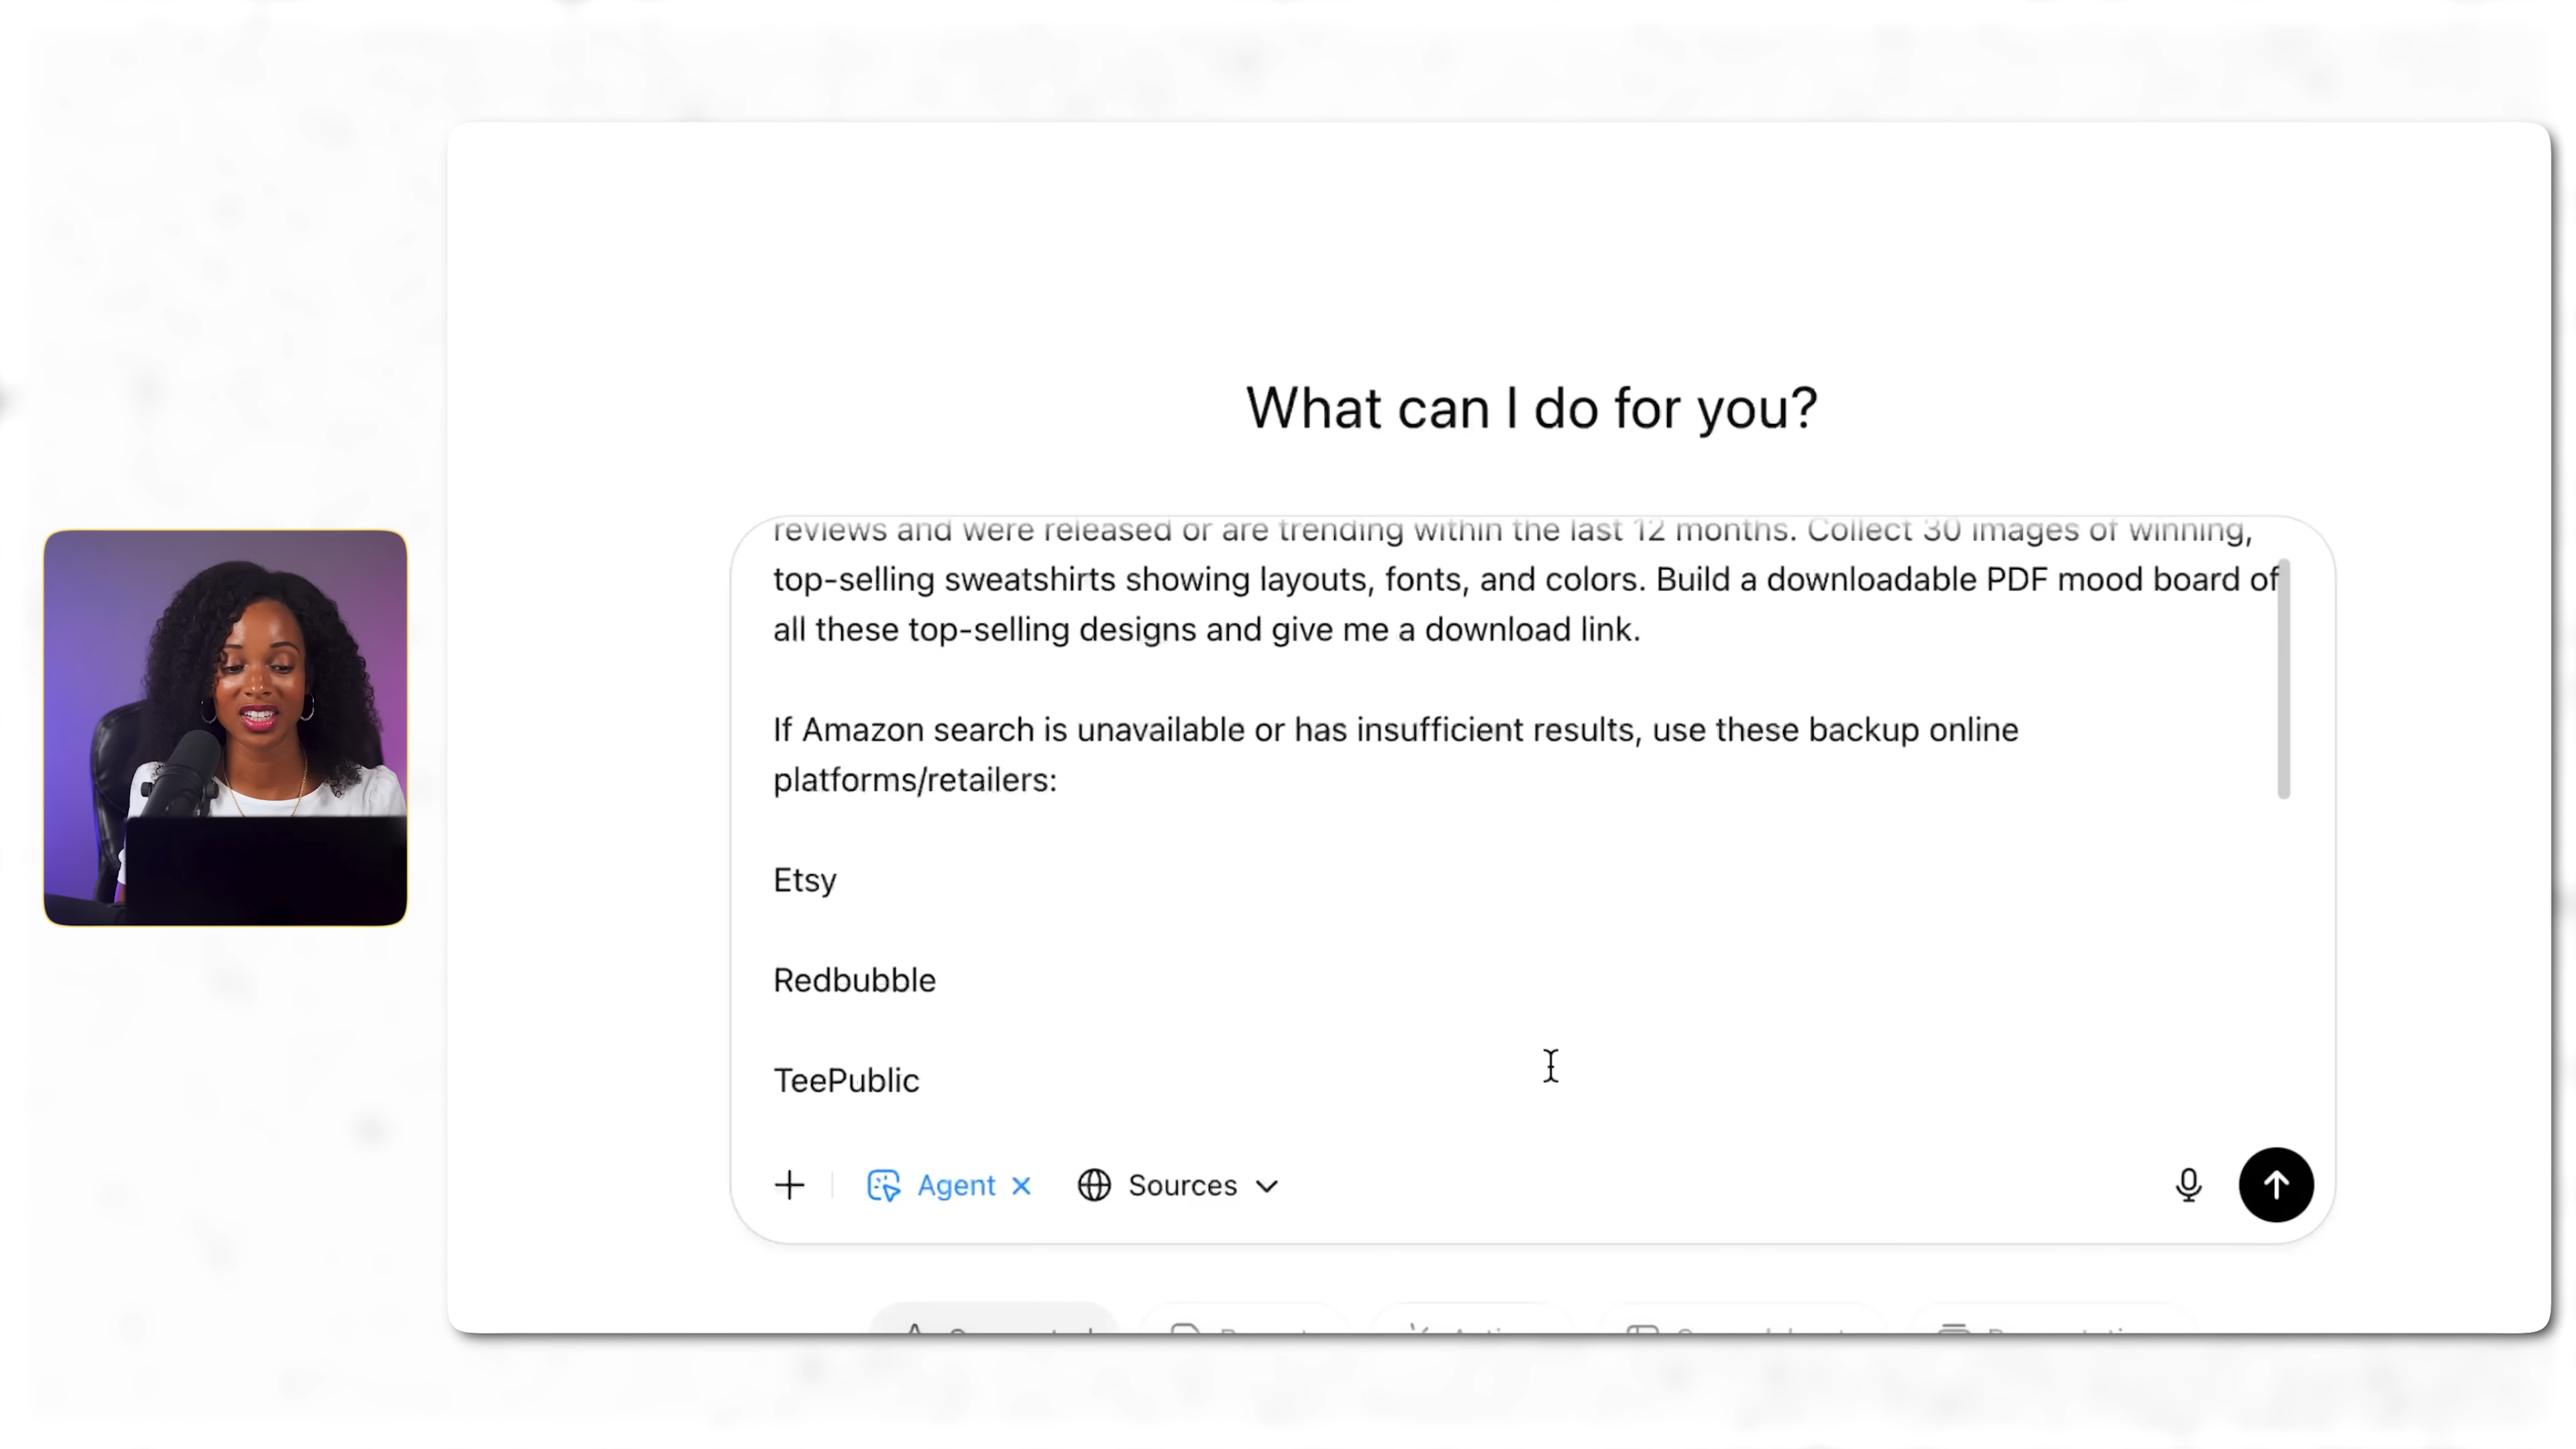 What can I do for you?
reviews and were released or are trending within the last 12 months. Collect 30 images of winning,
top-selling sweatshirts showing layouts, fonts, and colors. Build a downloadable PDF mood board of
all these top-selling designs and give me a download link.
If Amazon search is unavailable or has insufficient results, use these backup online
platforms/retailers:
Etsy
Redbubble
TeePublic
Agent
Sources